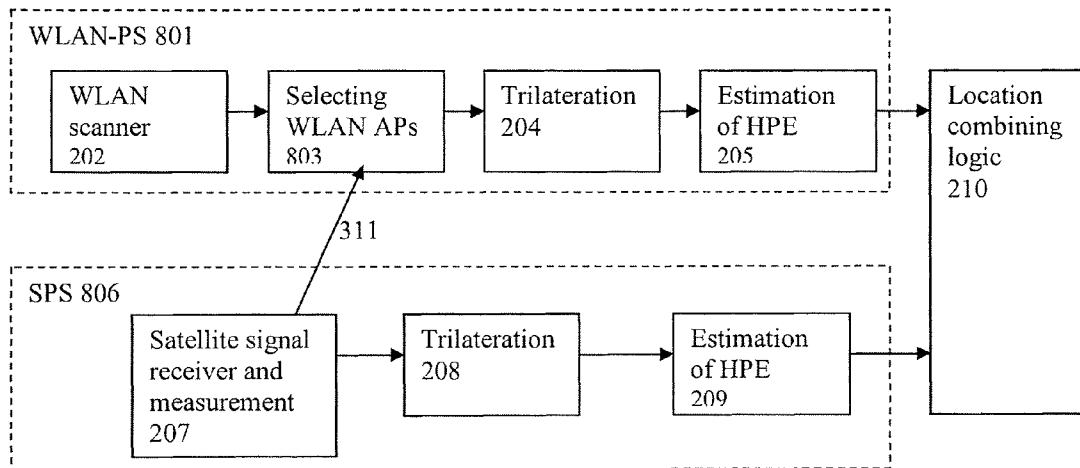 WLAN-PS 801
WLAN
scanner
202
Selecting
WLAN APs
803
Trilateration
204
Estimation
of HPE
205
Location
combining
logic
210
311
SPS 806
Satellite signal
receiver and
measurement
207
Trilateration
208
Estimation
of HPE
209